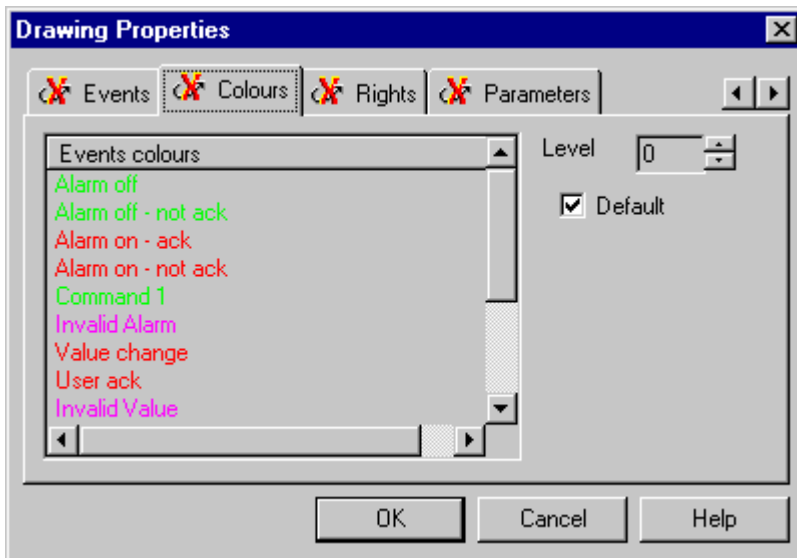 Drawing Properties
Events Colours Rights Parameters
Events colours
Level 0
Alarm off
Default
Alarm off - not ack
Alarm on - ack
Alarm on - not ack
Command 1
Invalid Alarm
Value change
User ack
Invalid Value
OK Cancel Help